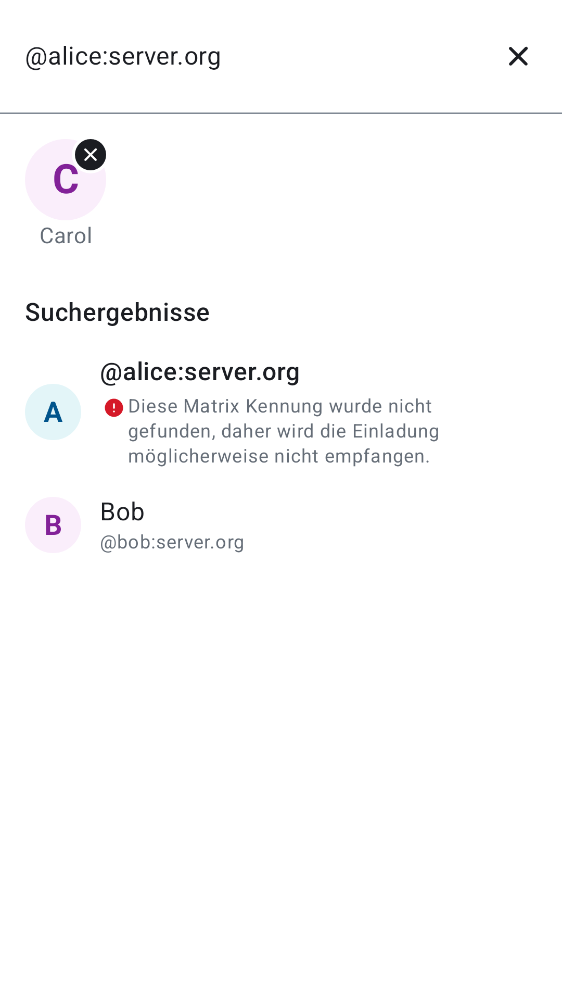 @alice:server.org
C
Carol
Suchergebnisse
@alice:server.org
A
Diese Matrix Kennung wurde nicht
gefunden, daher wird die Einladung
möglicherweise nicht empfangen.
Bob
B
@bob:server.org